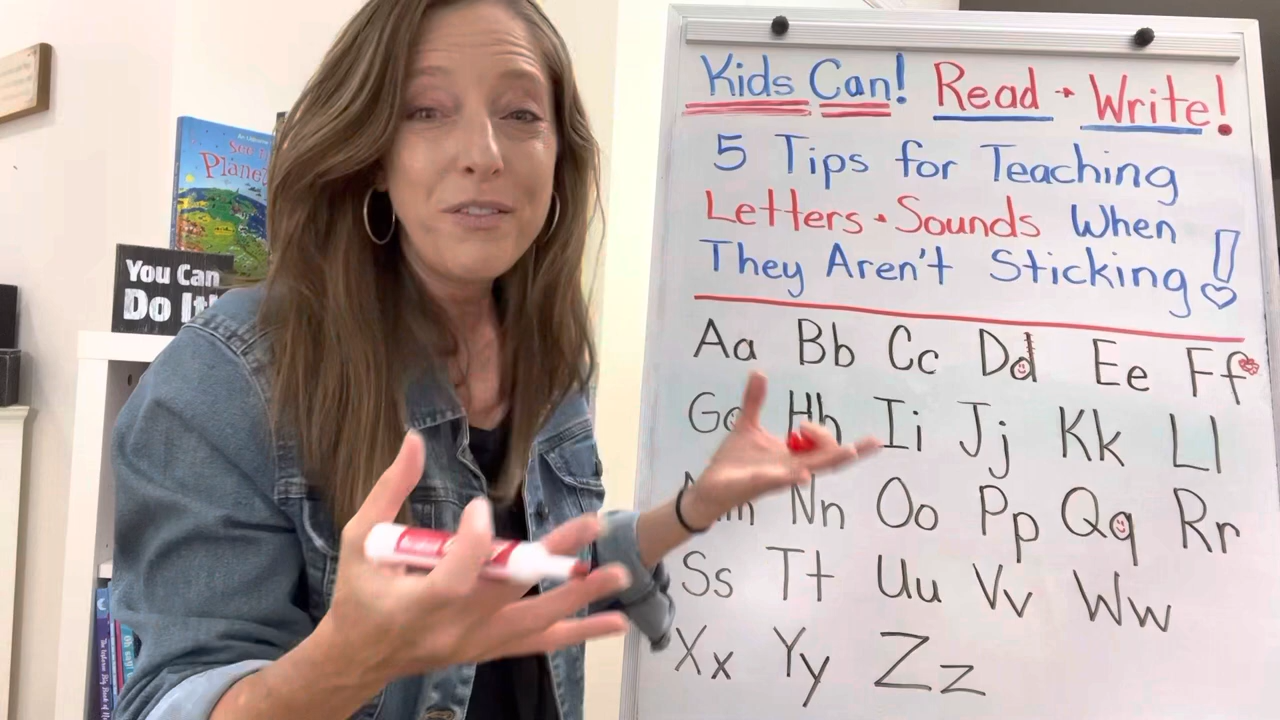 Kids Can! Read + Write!
5 Tips for Teaching
Letters + Sounds When
They Aren't Sticking!
Aa Bb Cc Dd Ee Ff
Hh Ii Jj Kk Ll
Nn Oo Pp Qq Rr
Ss Tt Uu Vv Ww
Xx Yy Zz
You Can
Do It!